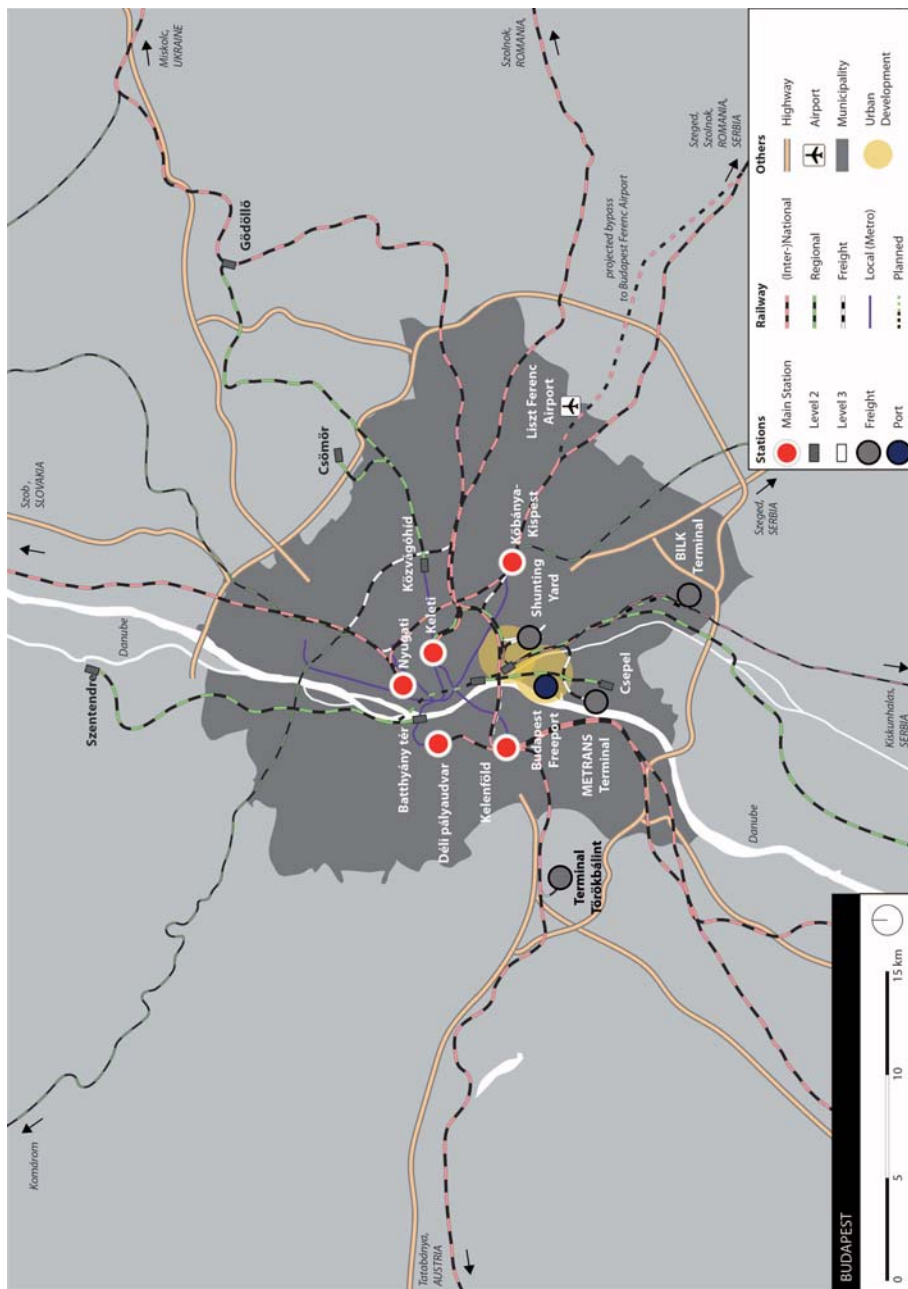 Komárom
Szentendre
Danube
Szob ,
SLOVAKIA
Miskolc,
UKRAINE
Gödöllő
Csömör
Közvágóhíd
Nyugati
Keleti
Batthyány tér
Déli pályaudvar
Kelenföld
Budapest
Freeport
METRANS
Terminal
Csepel
Shunting
Yard
Kőbánya-
Kispest
BILK
Terminal
Liszt Ferenc
Airport
projected bypass
to Budapest Ferenc Airport
Szolnok,
ROMANIA,
Szeged,
Szolnok,
ROMANIA,
SERBIA
Szeged,
SERBIA
Kiskunhalas,
SERBIA
Danube
Terminal
Törökbálint
Tatabánya,
AUSTRIA
BUDAPEST
0
5
10
15 km
Stations
Main Station
Level 2
Level 3
Freight
Port
Railway
(Inter-)National
Regional
Freight
Local (Metro)
Planned
Others
Highway
Airport
Municipality
Urban
Development